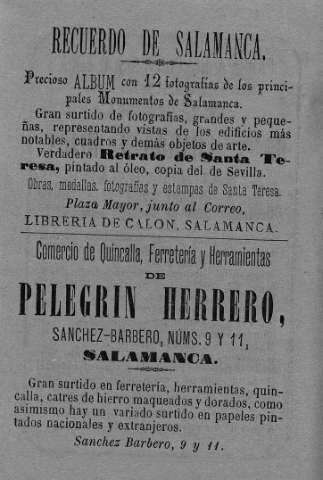 RECUERDO DE SALAMANCA.
Precioso ALBUM con 12 fotografías de los princi-
pales Monumentos de Salamanca.
Gran surtido de fotografías, grandes y peque-
ñas, representando vistas de los edificios más
notables, cuadros y demás objetos de arte.
Verdadero Retrato de Santa Te-
resa, pintado al óleo, copia del de Sevilla.
Obras, medallas, fotografías y estampas de Santa Teresa.
Plaza Mayor, junto al Correo,
LIBRERIA DE CALON, SALAMANCA.
Comercio de Quincalla, Ferretería y Herramientas
DE
PELEGRIN HERRERO,
SANCHEZ-BARBERO, NÚMS. 9 Y 11,
SALAMANCA.
Gran surtido en ferretería, herramientas, quin-
calla, catres de hierro maqueados y dorados, como
asimismo hay un variado surtido en papeles pin-
tados nacionales y extranjeros.
Sanchez Barbero, 9 y 11.